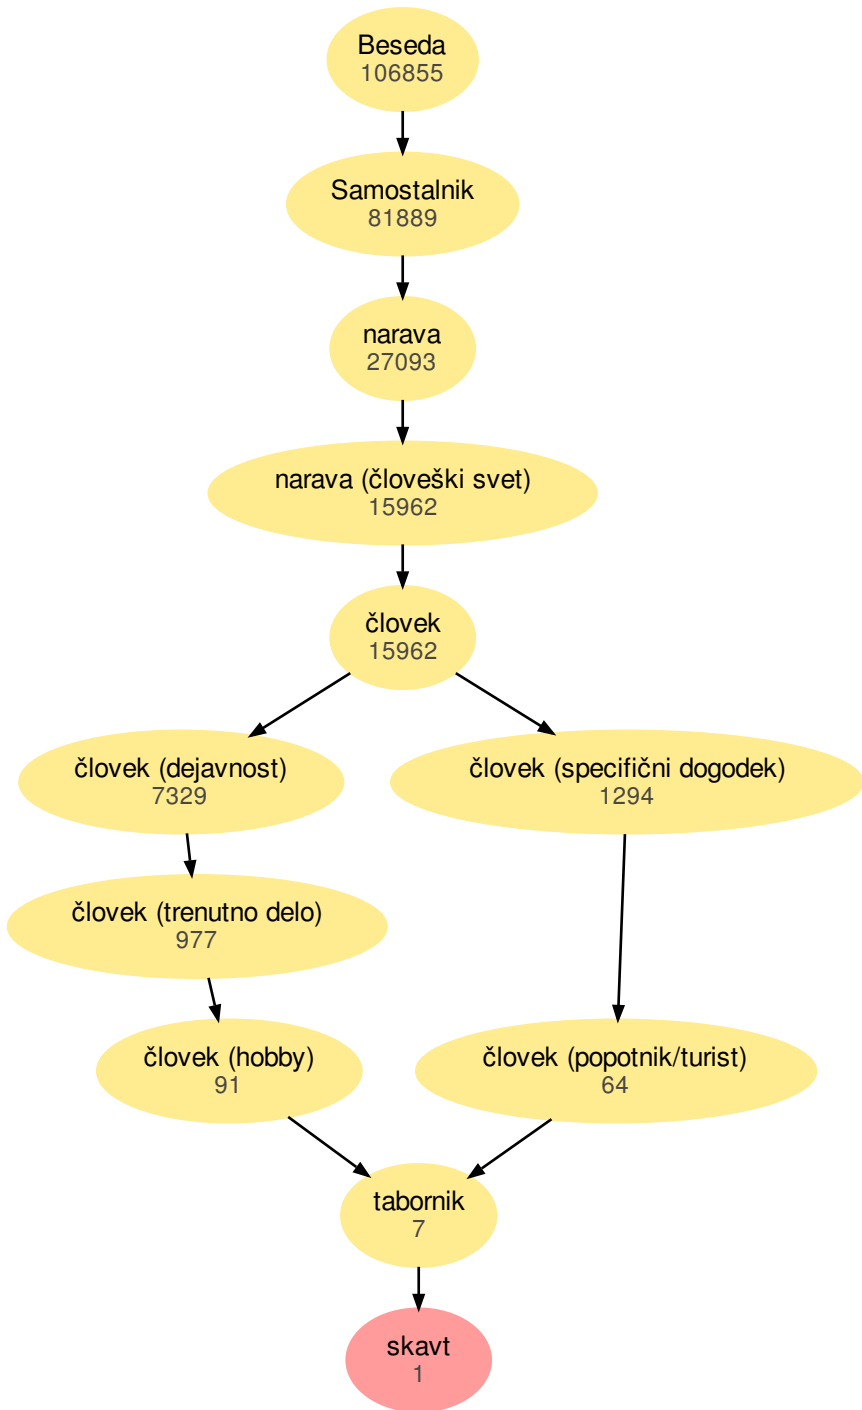 Beseda
106855
Samostalnik
81889
narava
27093
narava (človeški svet)
15962
človek
15962
človek (dejavnost)
7329
človek (specifični dogodek)
1294
človek (trenutno delo)
977
človek (hobby)
91
človek (popotnik/turist)
64
tabornik
7
skavt
1